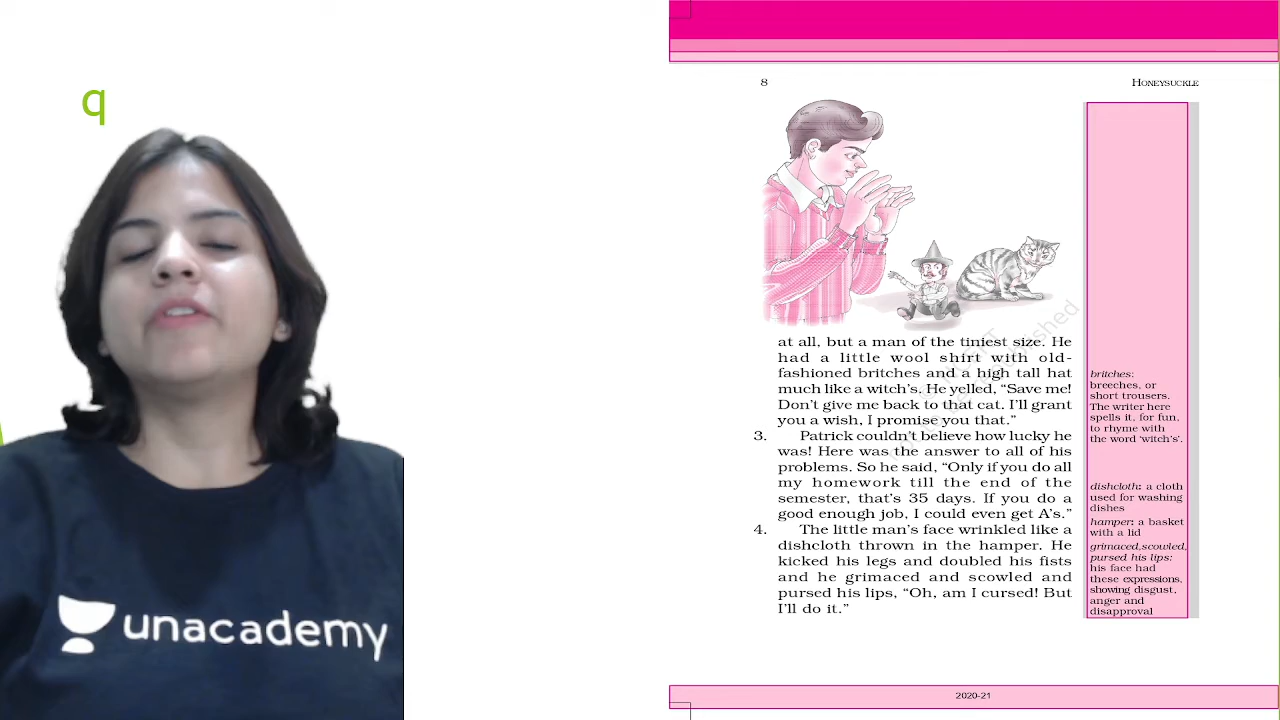 q
unacademy
8
HONEYSUCKLE
at all, but a man of the tiniest size. He
had a little wool shirt with old-
fashioned britches and a high tall hat
much like a witch's. He yelled, “Save me!
Don't give me back to that cat. I'll grant
you a wish, I promise you that.”
3. Patrick couldn't believe how lucky he
was! Here was the answer to all of his
problems. So he said, “Only if you do all
my homework till the end of the
semester, that's 35 days. If you do a
good enough job, I could even get A's.”
4. The little man's face wrinkled like a
dishcloth thrown in the hamper. He
kicked his legs and doubled his fists
and he grimaced and scowled and
pursed his lips, “Oh, am I cursed! But
I'll do it.”
britches:
breeches, or
short trousers.
The writer here
spells it, for fun,
to rhyme with
the word ‘witch's’.
dishcloth: a cloth
used for washing
dishes
hamper: a basket
with a lid
grimaced,scowled,
pursed his lips:
his face had
these expressions,
showing disgust,
anger and
disapproval
2020-21